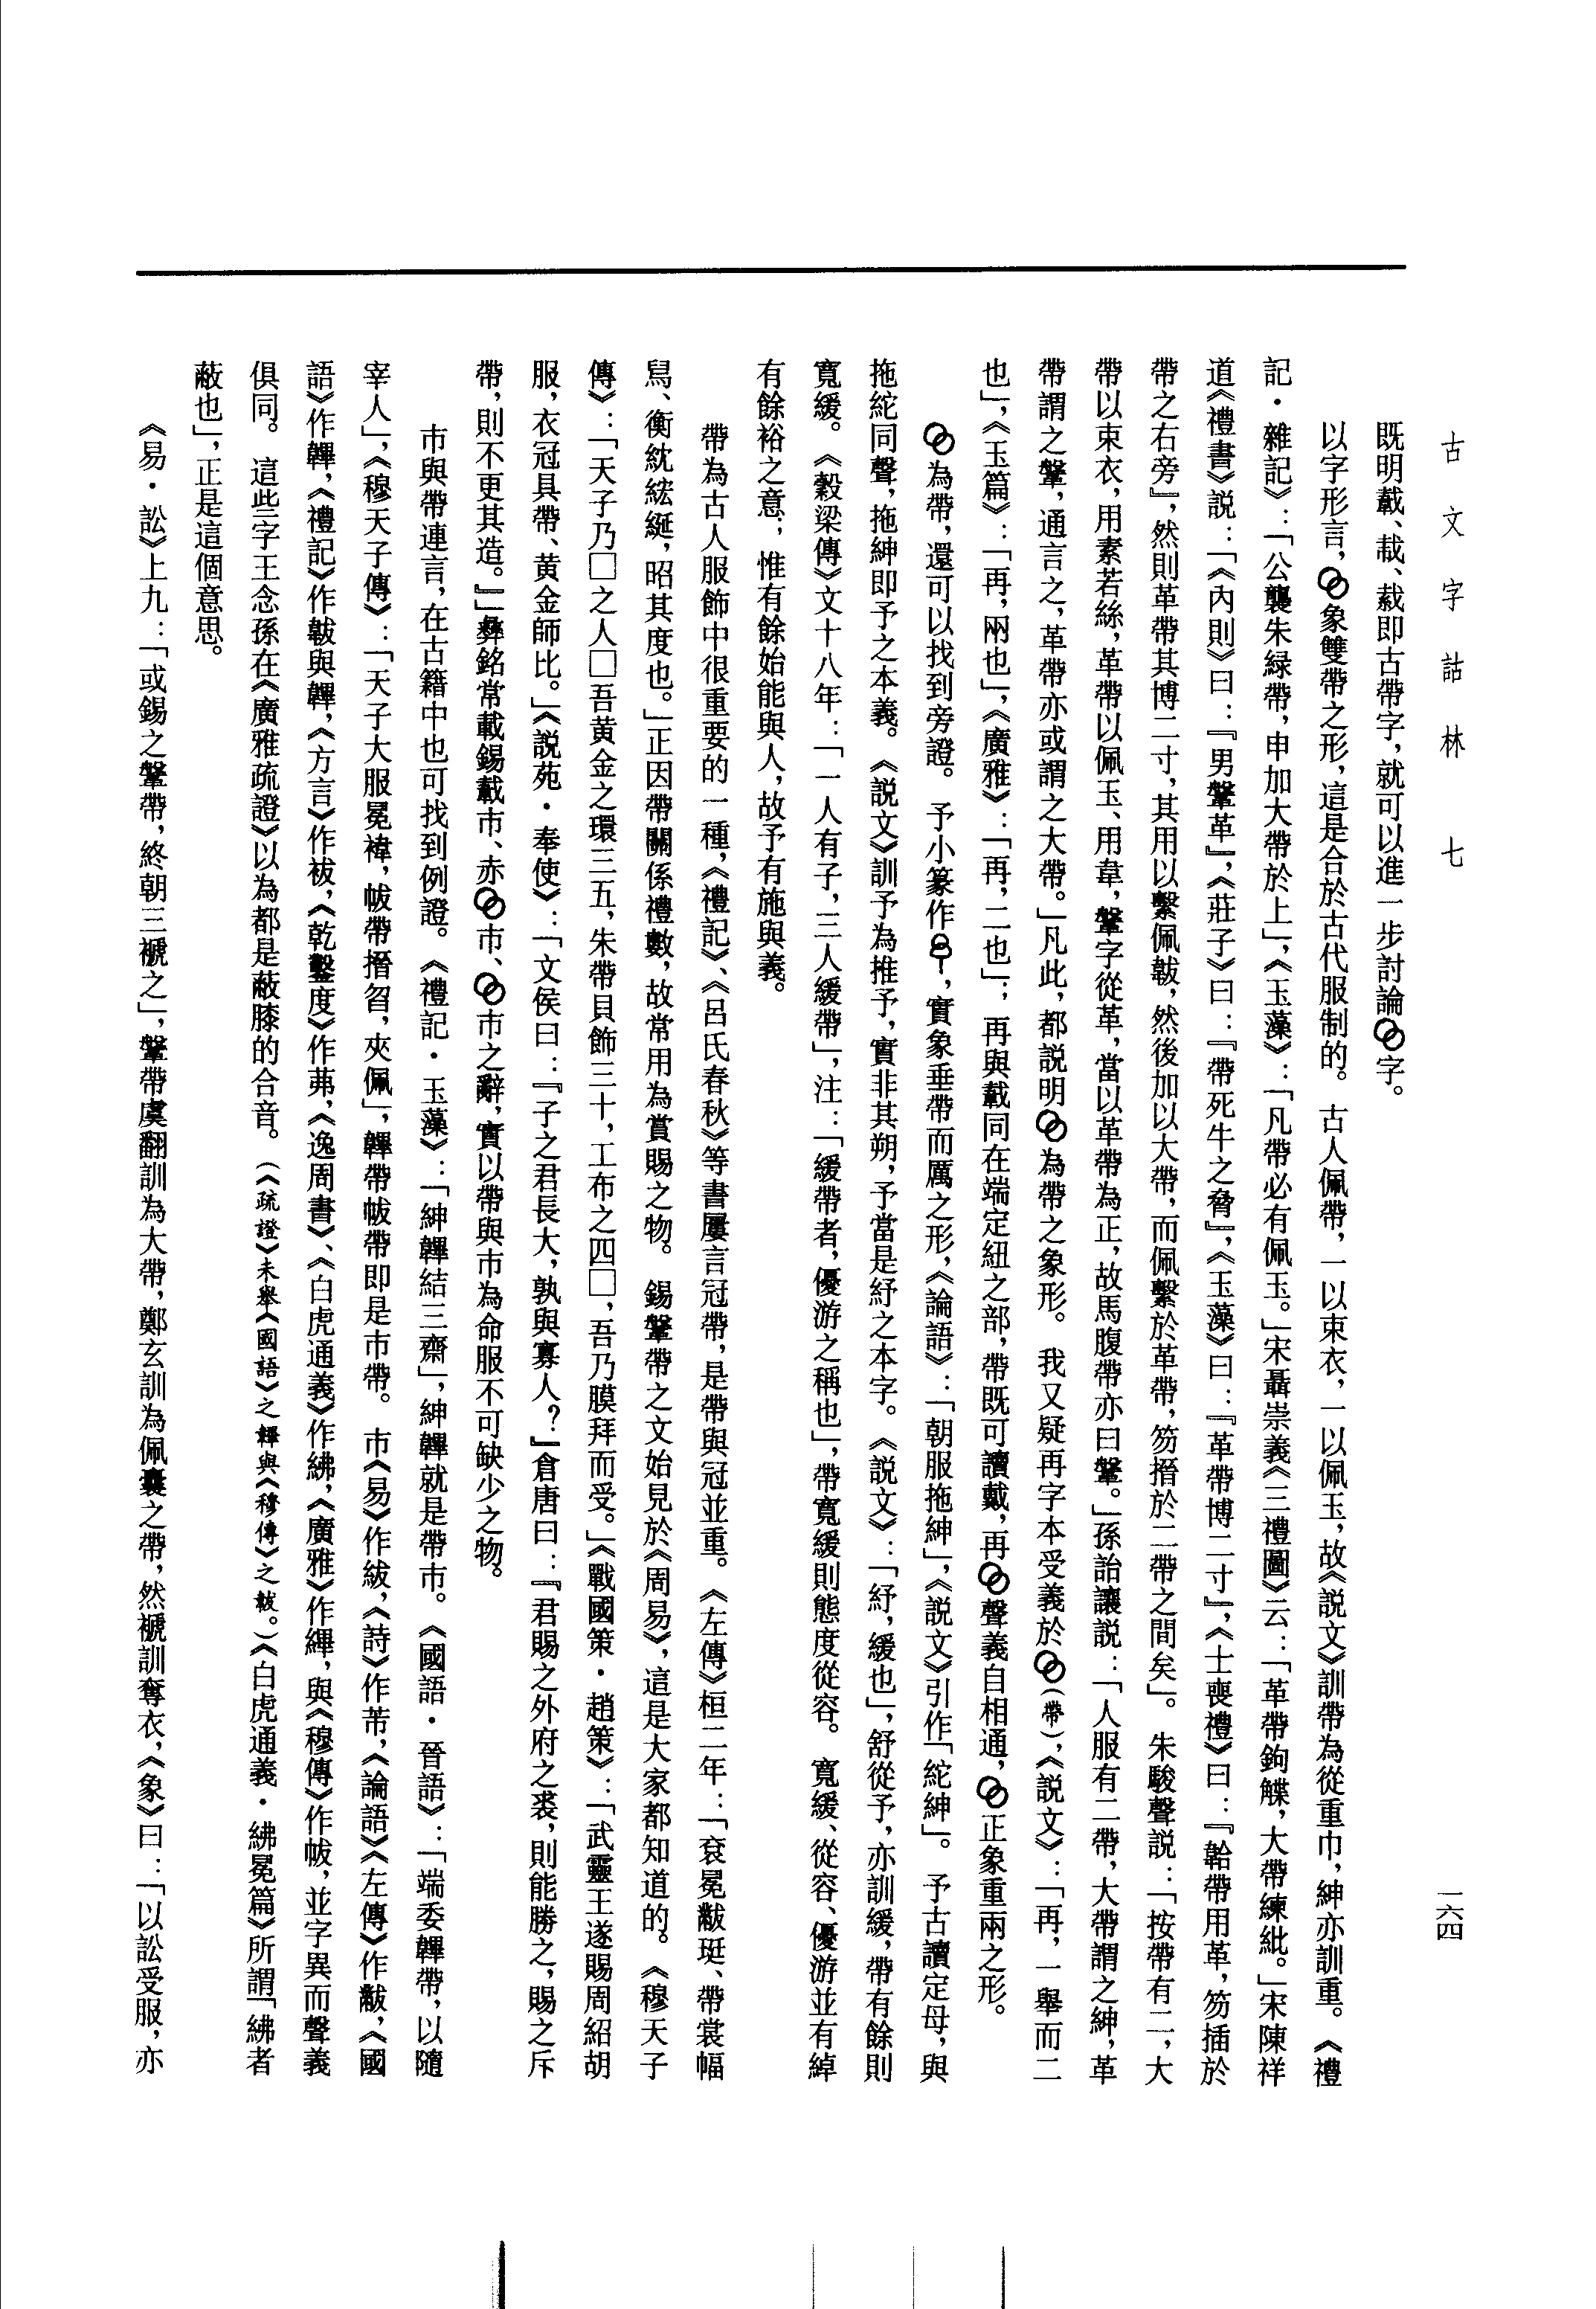 古文字詁林 七
一六四
既明戴、𢧵、裁即古帶字,就可以進一步討論字。
以字形言,象雙帶之形,這是合於古代服制的。古人佩帶,一以束衣,一以佩玉,故《説文》訓帶為從重巾,紳亦訓重。《禮
記·雜記》:「公襲朱綠帶,申加大帶於上」,《玉藻》:「凡帶必有佩玉。」宋聶崇義《三禮圖》云:「革帶鉤䚢,大帶練紕。」宋陳祥
道《禮書》説:「《內則》曰:『男鞶革』,《莊子》曰:『帶死牛之脅』,《玉藻》曰:『革帶博二寸』,《士喪禮》曰:『韐帶用革,笏插於
帶之右旁』,然則革帶其博二寸,其用以繫佩韍,然後加以大帶,而佩繫於革帶,笏搢於二帶之間矣」。朱駿聲説:「按帶有二,大
帶以束衣,用素若絲,革帶以佩玉、用韋,鞶字從革,當以革帶為正,故馬腹帶亦曰鞶。」孫詒讓説:「人服有二帶,大帶謂之紳,革
帶謂之鞶,通言之,革帶亦或謂之大帶。」凡此,都説明為帶之象形。我又疑再字本受義於(帶),《説文》:「再,一舉而二
也」,《玉篇》:「再,兩也」,《廣雅》:「再,二也」;再與戴同在端定紐之部,帶既可讀戴,再聲義自相通,正象重兩之形。
為帶,還可以找到旁證。予小篆作,實象垂帶而厲之形,《論語》:「朝服拖紳」,《説文》引作「袉紳」。予古讀定母,與
拖袉同聲,拖紳即予之本義。《説文》訓予為推予,實非其朔,予當是紓之本字。《説文》:「紓,緩也」,舒從予,亦訓緩,帶有餘則
寬緩。《穀梁傳》文十八年:「一人有子,三人緩帶」,注:「緩帶者,優游之稱也」,帶寬緩則態度從容。寬緩、從容、優游並有綽
有餘裕之意;惟有餘始能與人,故予有施與義。
帶為古人服飾中很重要的一種,《禮記》、《呂氏春秋》等書屢言冠帶,是帶與冠並重。《左傳》桓二年:「袞冕黻珽、帶裳幅
舄、衡紞紘綖,昭其度也。」正因帶關係禮數,故常用為賞賜之物。錫鞶帶之文始見於《周易》,這是大家都知道的。《穆天子
傳》:「天子乃□之人□吾黃金之環三五,朱帶貝飾三十,工布之四□,吾乃膜拜而受。」《戰國策·趙策》:「武靈王遂賜周紹胡
服,衣冠具帶、黃金師比。」《説苑·奉使》:「文侯曰:『子之君長大,孰與寡人?』倉唐曰:『君賜之外府之裘,則能勝之,賜之斥
帶,則不更其造。』」彝銘常載錫戴巿、赤巿、巿之辭,實以帶與巿為命服不可缺少之物。
巿與帶連言,在古籍中也可找到例證。《禮記·玉藻》:「紳韠結三齊」,紳韠就是帶巿。《國語·晉語》:「端委韠帶,以隨
宰人」,《穆天子傳》:「天子大服冕褘,帗帶搢曶,夾佩」,韠帶帗帶即是巿帶。巿《易》作紱,《詩》作芾,《論語》《左傳》作黻,《國
語》作韠,《禮記》作韍與韠,《方言》作袚,《乾鑿度》作茀,《逸周書》、《白虎通義》作紼,《廣雅》作縪,與《穆傳》作帗,並字異而聲義
俱同。這些字王念孫在《廣雅疏證》以為都是蔽膝的合音。(《疏證》未舉《國語》之韠與《穆傳》之帗。)《白虎通義·紼冕篇》所謂「紼者
蔽也」,正是這個意思。
《易·訟》上九:「或錫之鞶帶,終朝三褫之」,鞶帶虞翻訓為大帶,鄭玄訓為佩鞶囊之帶,然褫訓奪衣,《象》曰:「以訟受服,亦